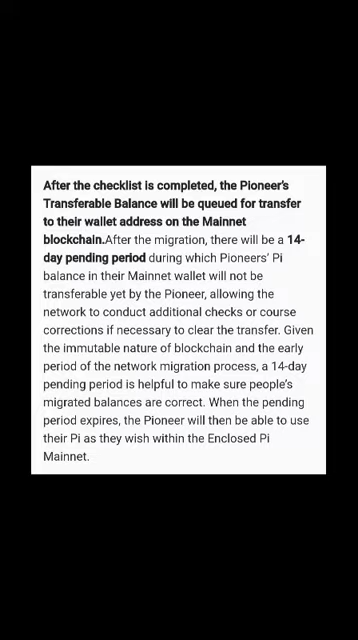 After the checklist is completed, the Pioneer's
Transferable Balance will be queued for transfer
to their wallet address on the Mainnet
blockchain.After the migration, there will be a 14-
day pending period during which Pioneers' Pi
balance in their Mainnet wallet will not be
transferable yet by the Pioneer, allowing the
network to conduct additional checks or course
corrections if necessary to clear the transfer. Given
the immutable nature of blockchain and the early
period of the network migration process, a 14-day
pending period is helpful to make sure people's
migrated balances are correct. When the pending
period expires, the Pioneer will then be able to use
their Pi as they wish within the Enclosed Pi
Mainnet.